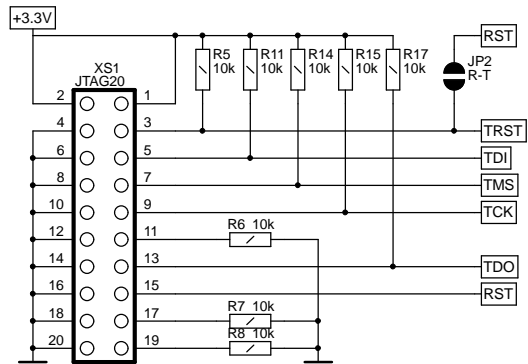 +3.3V
RST
XS1
JTAG20
R5
10k
R11
10k
R14
10k
R15
10k
R17
10k
JP2
R-T
2 1
4 3 TRST
6 5 TDI
8 7 TMS
10 9 TCK
12 11 R6 10k
14 13 TDO
16 15 RST
18 17 R7 10k
20 19 R8 10k